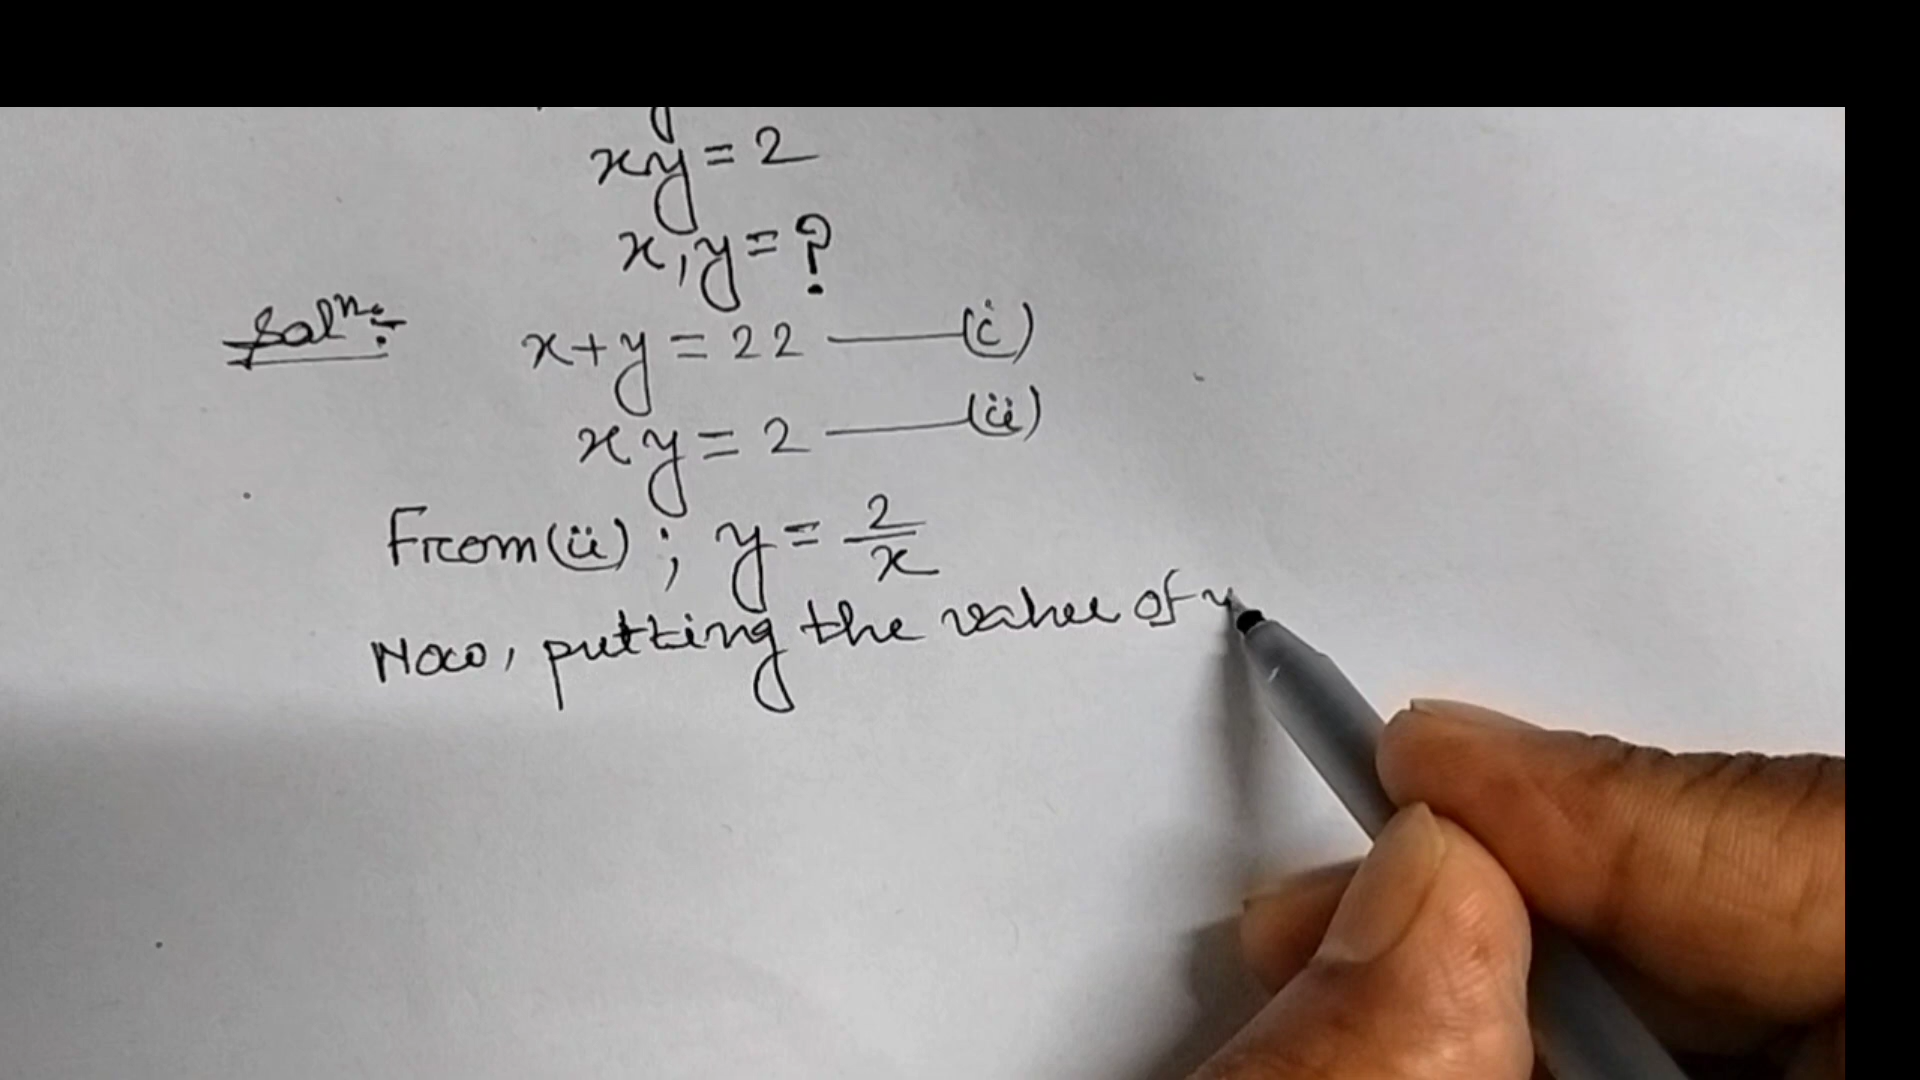 xy = 2
x, y = ?
Solⁿ:- x + y = 22 —— (i)
xy = 2 —— (ii)
From (ii) ; y = 2/x
Now, putting the value of y